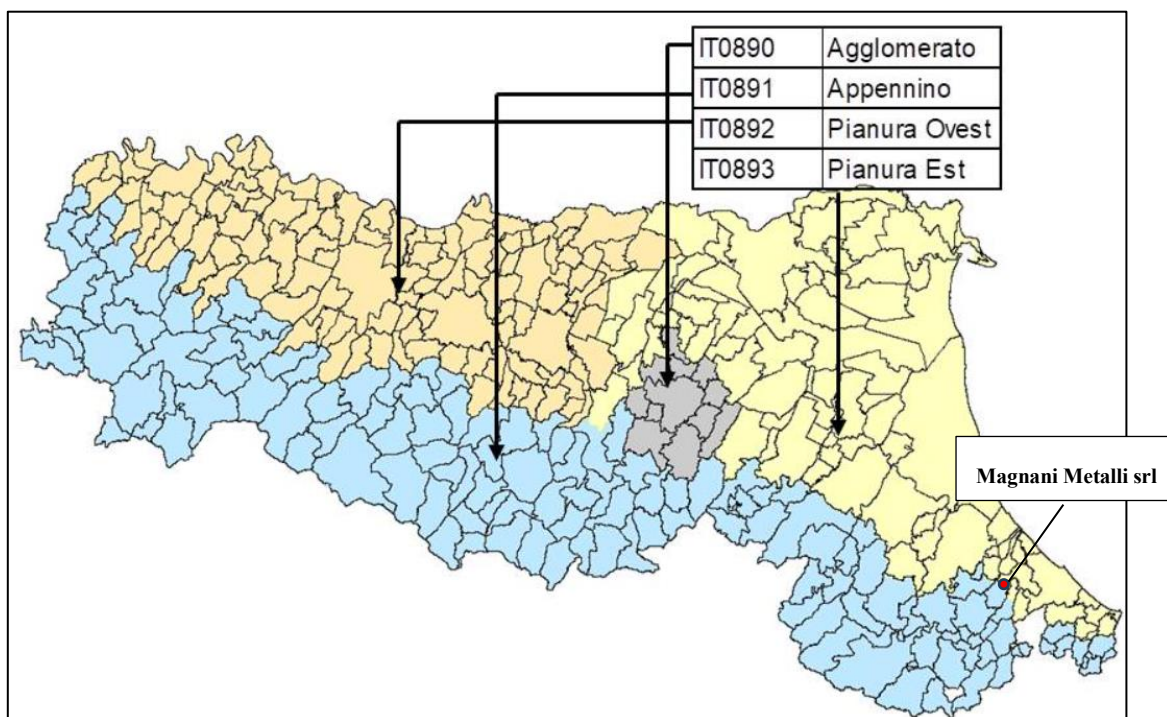 IT0890 Agglomerato
IT0891 Appennino
IT0892 Pianura Ovest
IT0893 Pianura Est
Magnani Metalli srl